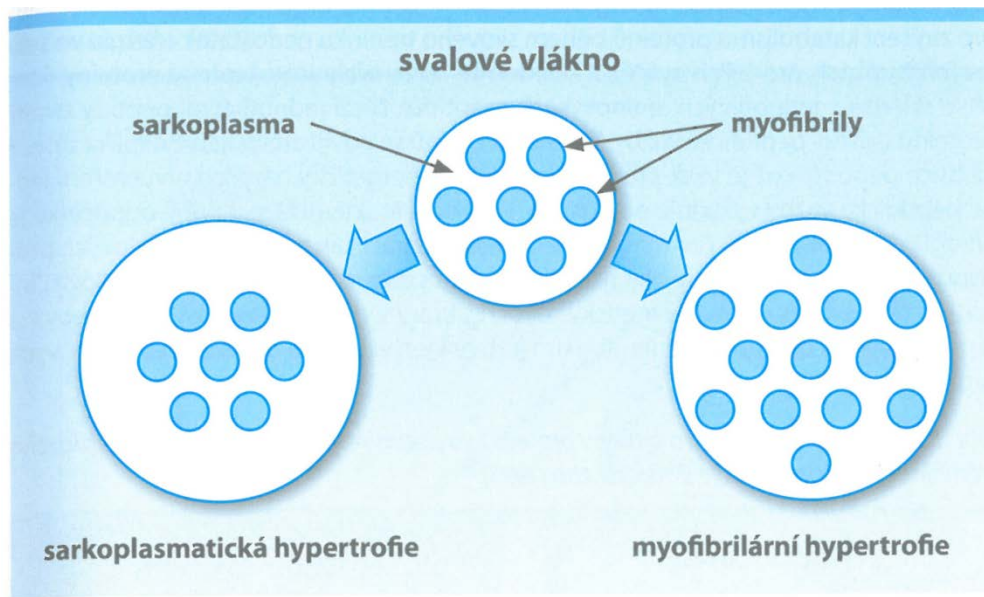 svalové vlákno
sarkoplasma
myofibrily
sarkoplasmatická hypertrofie
myofibrilární hypertrofie